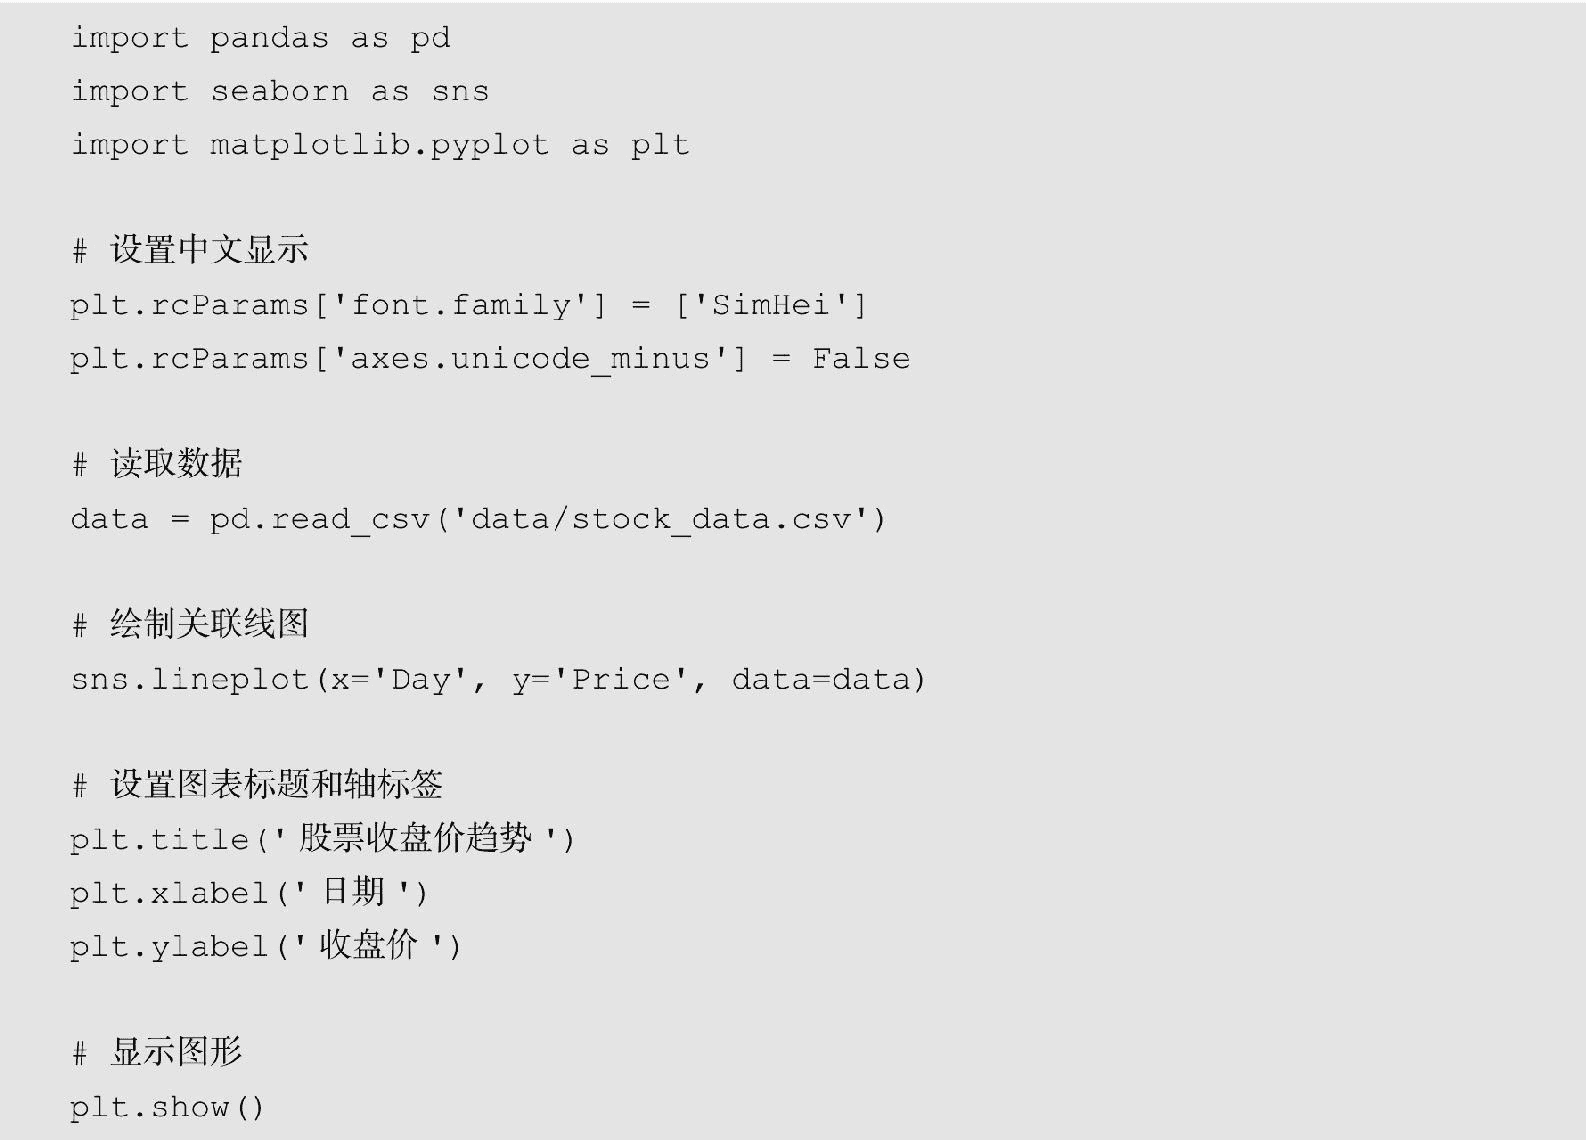 import pandas as pd
import seaborn as sns
import matplotlib.pyplot as plt
# 设置中文显示
plt.rcParams['font.family'] = ['SimHei']
plt.rcParams['axes.unicode_minus'] = False
# 读取数据
data = pd.read_csv('data/stock_data.csv')
# 绘制关联线图
sns.lineplot(x='Day', y='Price', data=data)
# 设置图表标题和轴标签
plt.title('股票收盘价趋势')
plt.xlabel('日期')
plt.ylabel('收盘价')
# 显示图形
plt.show()